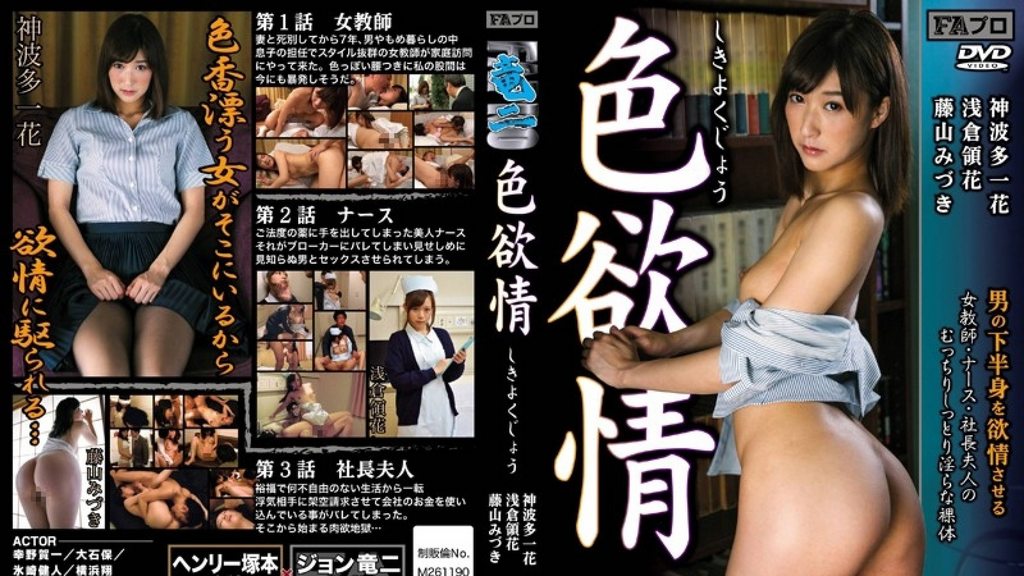 神波多一花
色香漂う女がそこにいるから
欲情に駆られる…
第1話 女教師
妻と死別してから7年、男やもめ暮らしの中
息子の担任でスタイル抜群の女教師が家庭訪問
にやって来た。色っぽい腰つきに私の股間は
今にも暴発しそうだ。
第2話 ナース
ご法度の薬に手を出してしまった美人ナース
それがブローカーにバレてしまい見せしめに
見知らぬ男とセックスさせられてしまう。
浅倉領花
藤山みづき
第3話 社長夫人
裕福で何不自由のない生活から一転
浮気相手に架空請求させて会社のお金を使い
込んでいる事がバレてしまった。
そこから始まる肉欲地獄…
ACTOR
幸野賀一／大石保／
氷崎健人／横浜翔
ヘンリー塚本
×
ジョン竜二
制販倫No.
M261190
FAプロ
竜二
色欲情
しきよくじょう
神波多一花
浅倉領花
藤山みづき
色欲情
しきよくじょう
FAプロ
DVD
VIDEO
神波多一花
浅倉領花
藤山みづき
男の下半身を欲情させる
女教師・ナース・社長夫人の
むっちりしっとり淫らな裸体